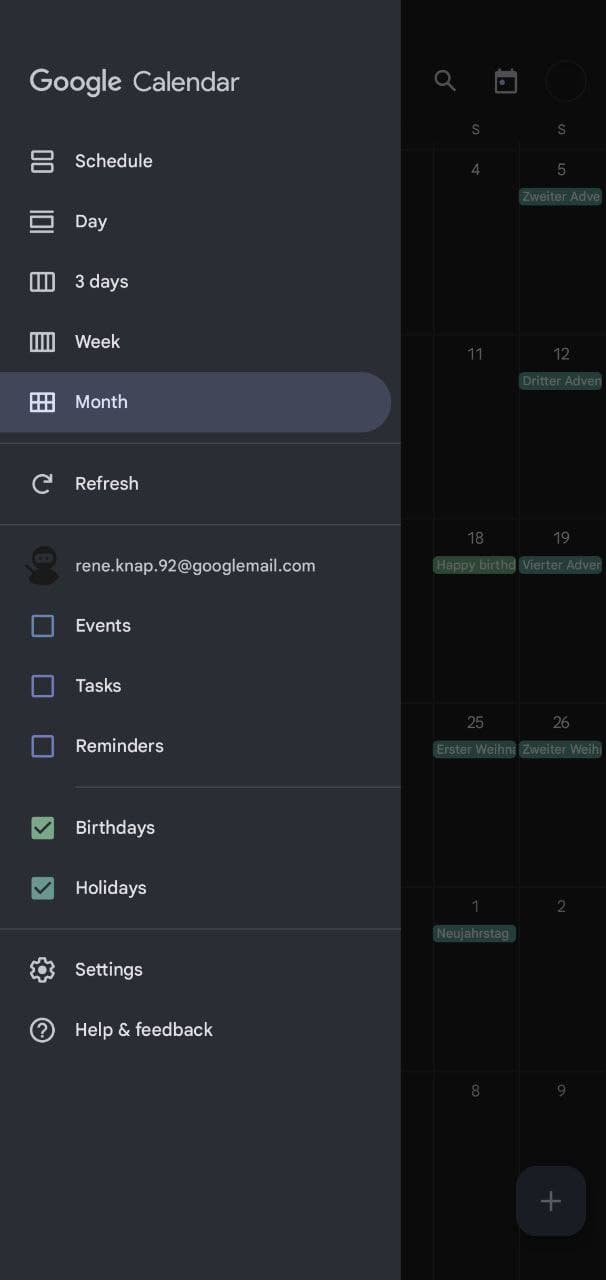 Google Calendar
Schedule
Day
3 days
Week
Month
Refresh
rene.knap.92@googlemail.com
Events
Tasks
Reminders
Birthdays
Holidays
Settings
Help & feedback
S S
4 5
Zweiter Adve
11 12
Dritter Adven
18 19
Happy birthd Vierter Adver
25 26
Erster Weihna Zweiter Weih
1 2
Neujahrstag
8 9